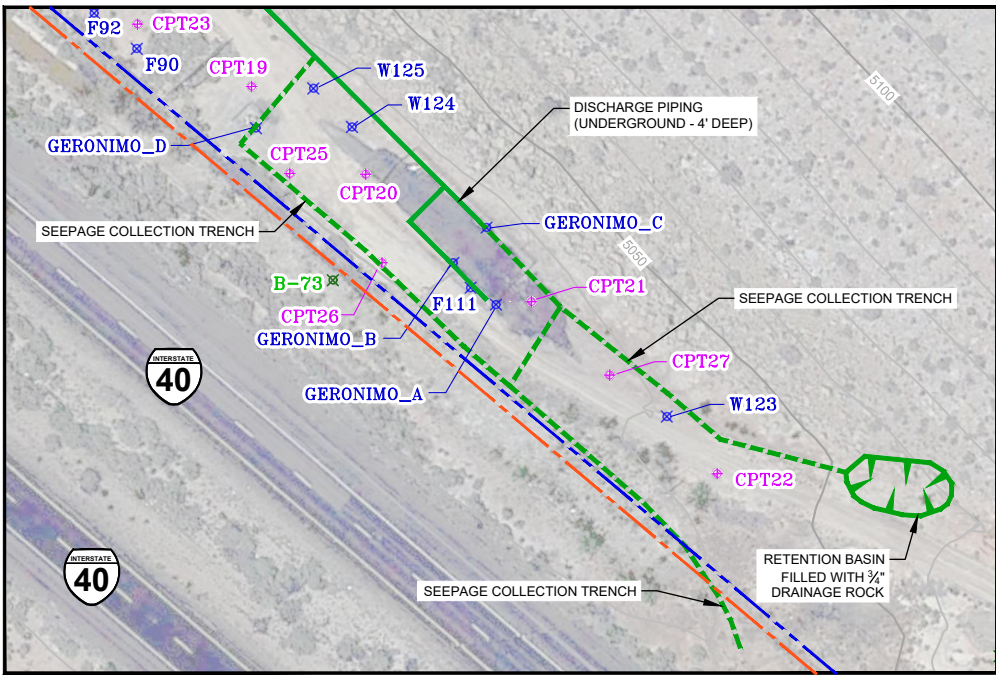 F92
CPT23
F90
CPT19
W125
W124
5100
DISCHARGE PIPING
(UNDERGROUND - 4' DEEP)
GERONIMO_D
CPT25
CPT20
SEEPAGE COLLECTION TRENCH
GERONIMO_C
5050
B-73
CPT26
F111
CPT21
SEEPAGE COLLECTION TRENCH
GERONIMO_B
INTERSTATE
40
GERONIMO_A
CPT27
W123
CPT22
INTERSTATE
40
SEEPAGE COLLECTION TRENCH
RETENTION BASIN
FILLED WITH ¾"
DRAINAGE ROCK